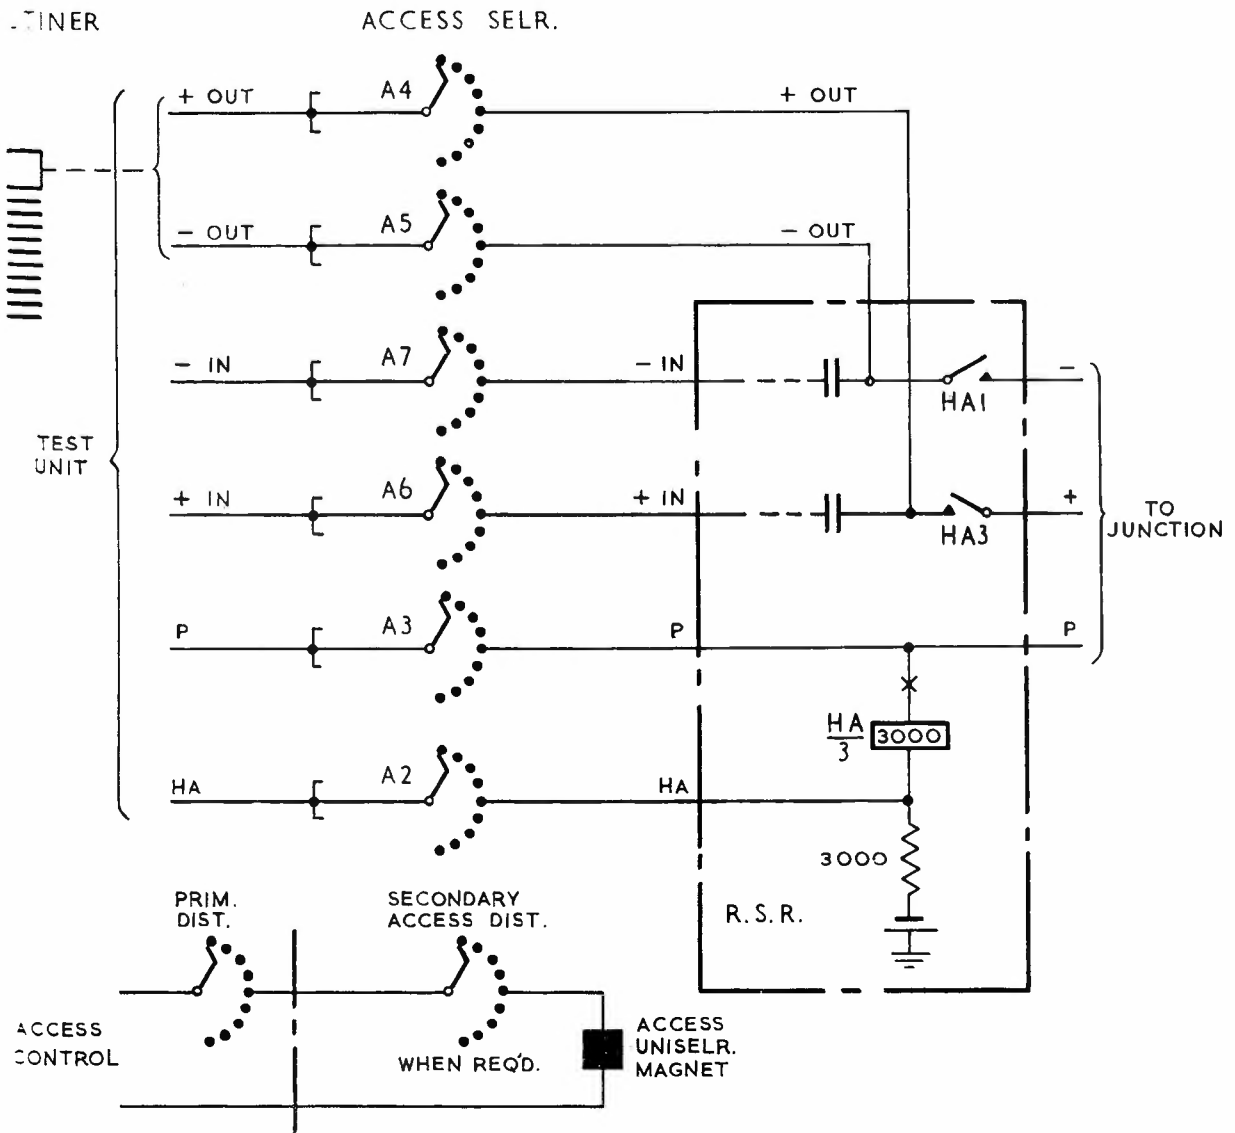 ACCESS SELR.
+ OUT
A4
+ OUT
- OUT
A5
- OUT
- IN
A7
- IN
-
HA1
TEST
UNIT
+ IN
A6
+ IN
+
HA3
TO
JUNCTION
P
A3
P
P
HA
3
3000
HA
A2
HA
3000
R.S.R.
PRIM.
DIST.
SECONDARY
ACCESS DIST.
ACCESS
CONTROL
WHEN REQ'D.
ACCESS
UNISELR.
MAGNET